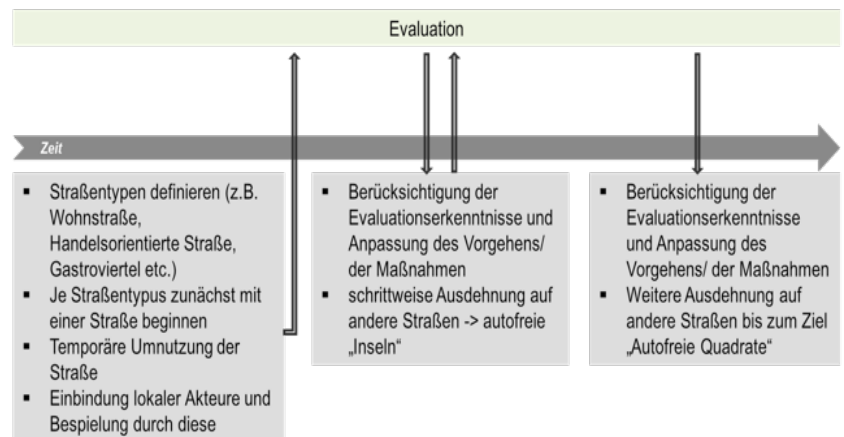 Evaluation
Zeit
▪ Straßentypen definieren (z.B.
Wohnstraße,
Handelsorientierte Straße,
Gastroviertel etc.)
▪ Je Straßentypus zunächst mit
einer Straße beginnen
▪ Temporäre Umnutzung der
Straße
▪ Einbindung lokaler Akteure und
Bespielung durch diese
▪ Berücksichtigung der
Evaluationserkenntnisse und
Anpassung des Vorgehens/
der Maßnahmen
▪ schrittweise Ausdehnung auf
andere Straßen -> autofreie
„Inseln“
▪ Berücksichtigung der
Evaluationserkenntnisse
und Anpassung des
Vorgehens/ der Maßnahmen
▪ Weitere Ausdehnung auf
andere Straßen bis zum Ziel
„Autofreie Quadrate“